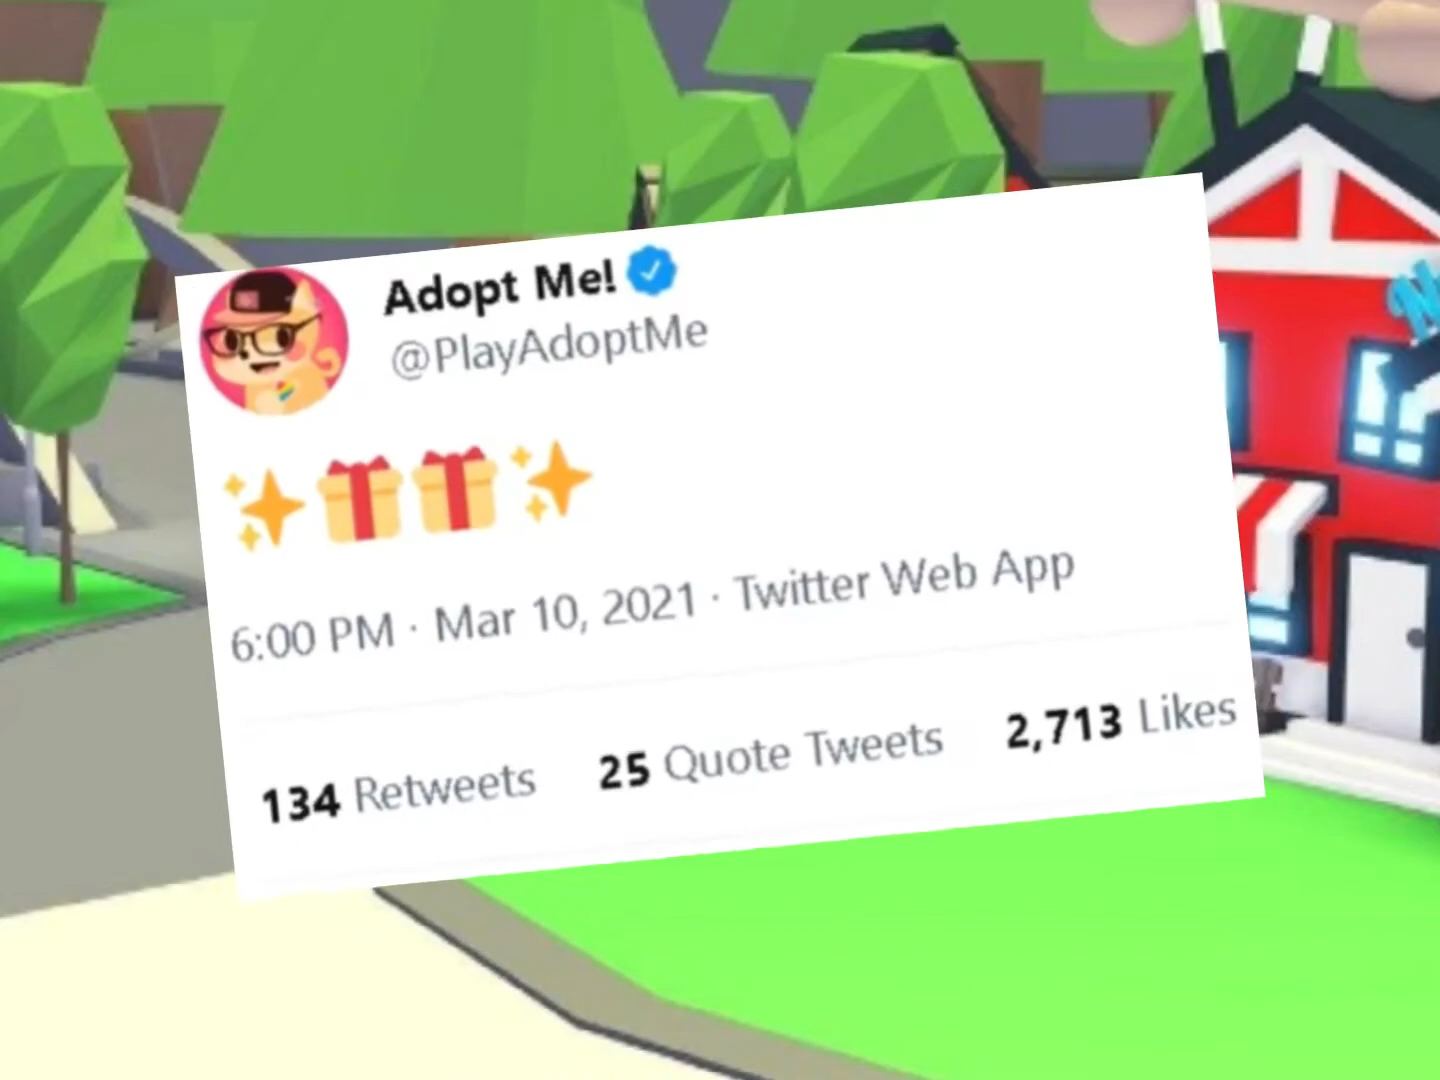 Adopt Me!
@PlayAdoptMe
✨🎁🎁✨
6:00 PM · Mar 10, 2021 · Twitter Web App
134 Retweets 25 Quote Tweets 2,713 Likes